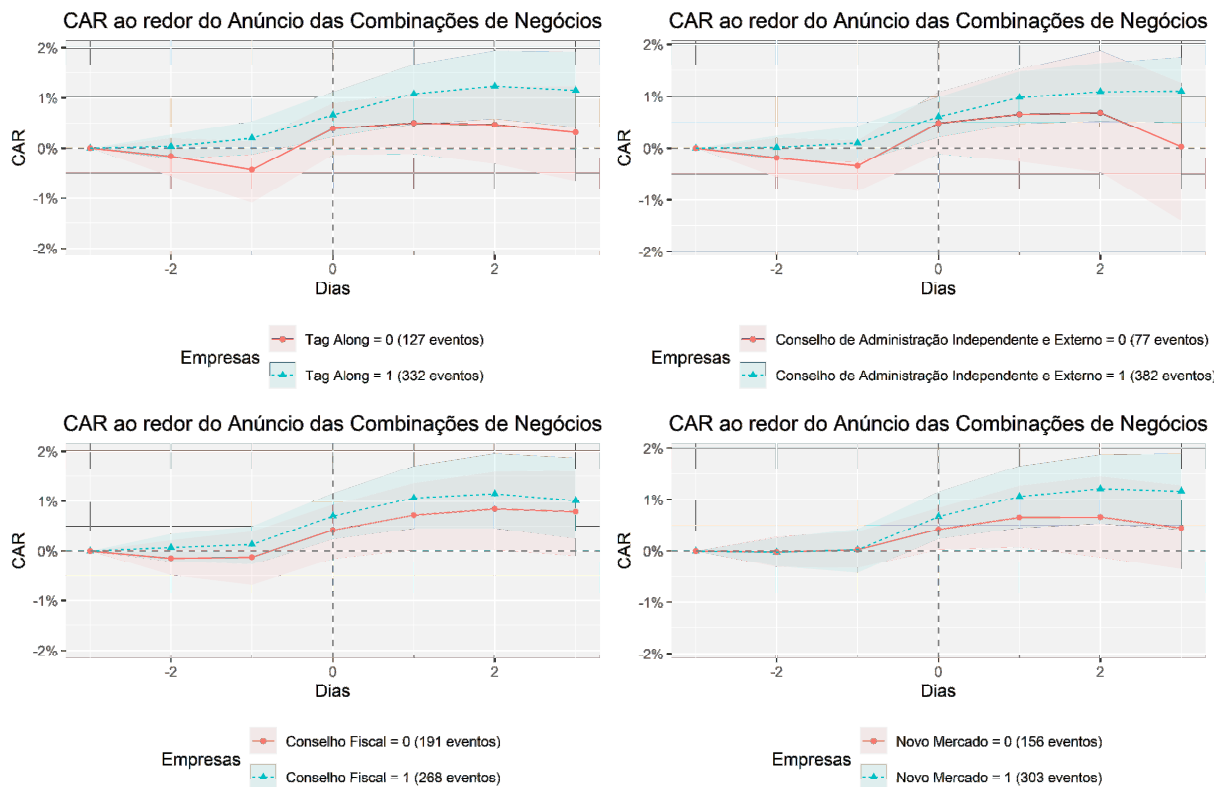 CAR ao redor do Anúncio das Combinações de Negócios
2%
1%
0%
-1%
-2%
CAR
-2
0
2
Dias
Empresas
Tag Along = 0 (127 eventos)
Tag Along = 1 (332 eventos)
CAR ao redor do Anúncio das Combinações de Negócios
2%
1%
0%
-1%
-2%
CAR
-2
0
2
Dias
Empresas
Conselho de Administração Independente e Externo = 0 (77 eventos)
Conselho de Administração Independente e Externo = 1 (382 eventos)
CAR ao redor do Anúncio das Combinações de Negócios
2%
1%
0%
-1%
-2%
CAR
-2
0
2
Dias
Empresas
Conselho Fiscal = 0 (191 eventos)
Conselho Fiscal = 1 (268 eventos)
CAR ao redor do Anúncio das Combinações de Negócios
2%
1%
0%
-1%
-2%
CAR
-2
0
2
Dias
Empresas
Novo Mercado = 0 (156 eventos)
Novo Mercado = 1 (303 eventos)